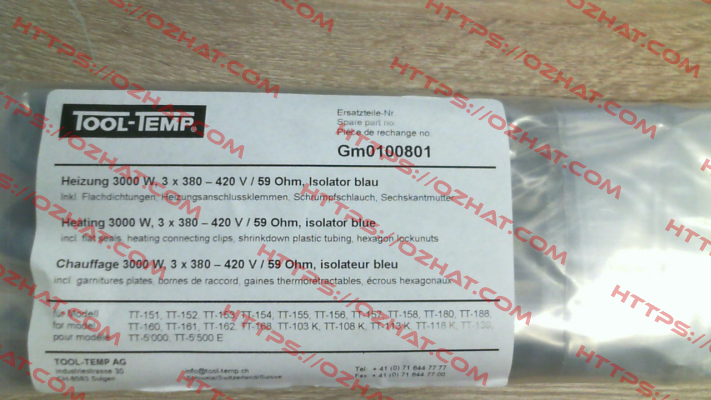 TOOL-TEMP®
Ersatzteile-Nr.
Spare part no.
Pièce de rechange no.
Gm0100801
Heizung 3000 W, 3 x 380 – 420 V / 59 Ohm, Isolator blau
Inkl. Flachdichtungen, Heizungsanschlussklemmen, Schrumpfschlauch, Sechskantmutter
Heating 3000 W, 3 x 380 – 420 V / 59 Ohm, isolator blue
incl. flat seals, heating connecting clips, shrinkdown plastic tubing, hexagon locknuts
Chauffage 3000 W, 3 x 380 – 420 V / 59 Ohm, isolateur bleu
incl. garnitures plates, bornes de raccord, gaines thermorétractables, écrous hexagonaux
für Modell TT-151, TT-152, TT-153, TT-154, TT-155, TT-156, TT-157, TT-158, TT-180, TT-188,
for model TT-160, TT-161, TT-162, TT-168, TT-103 K, TT-108 K, TT-113 K, TT-118 K,
pour modèle TT-5'000, TT-5'500 E
TOOL-TEMP AG
Industriestrasse 30 info@tool-temp.ch Tel. + 41 (0) 71 644 77 77
CH-8583 Sulgen Fax + 41 (0) 71 644 77 00
HTTPS://OZHAT.COM